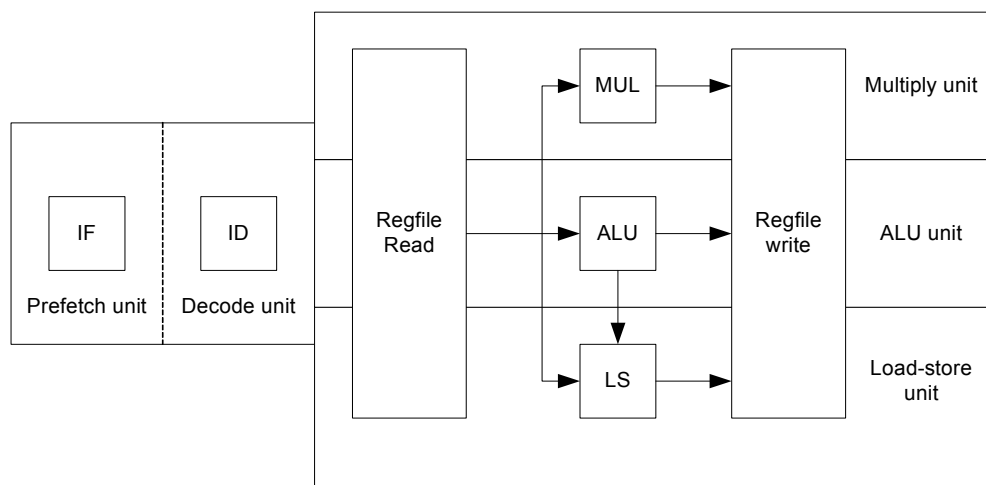 MUL
Multiply unit
IF
ID
Regfile
Read
ALU
Regfile
write
ALU unit
Prefetch unit
Decode unit
LS
Load-store
unit